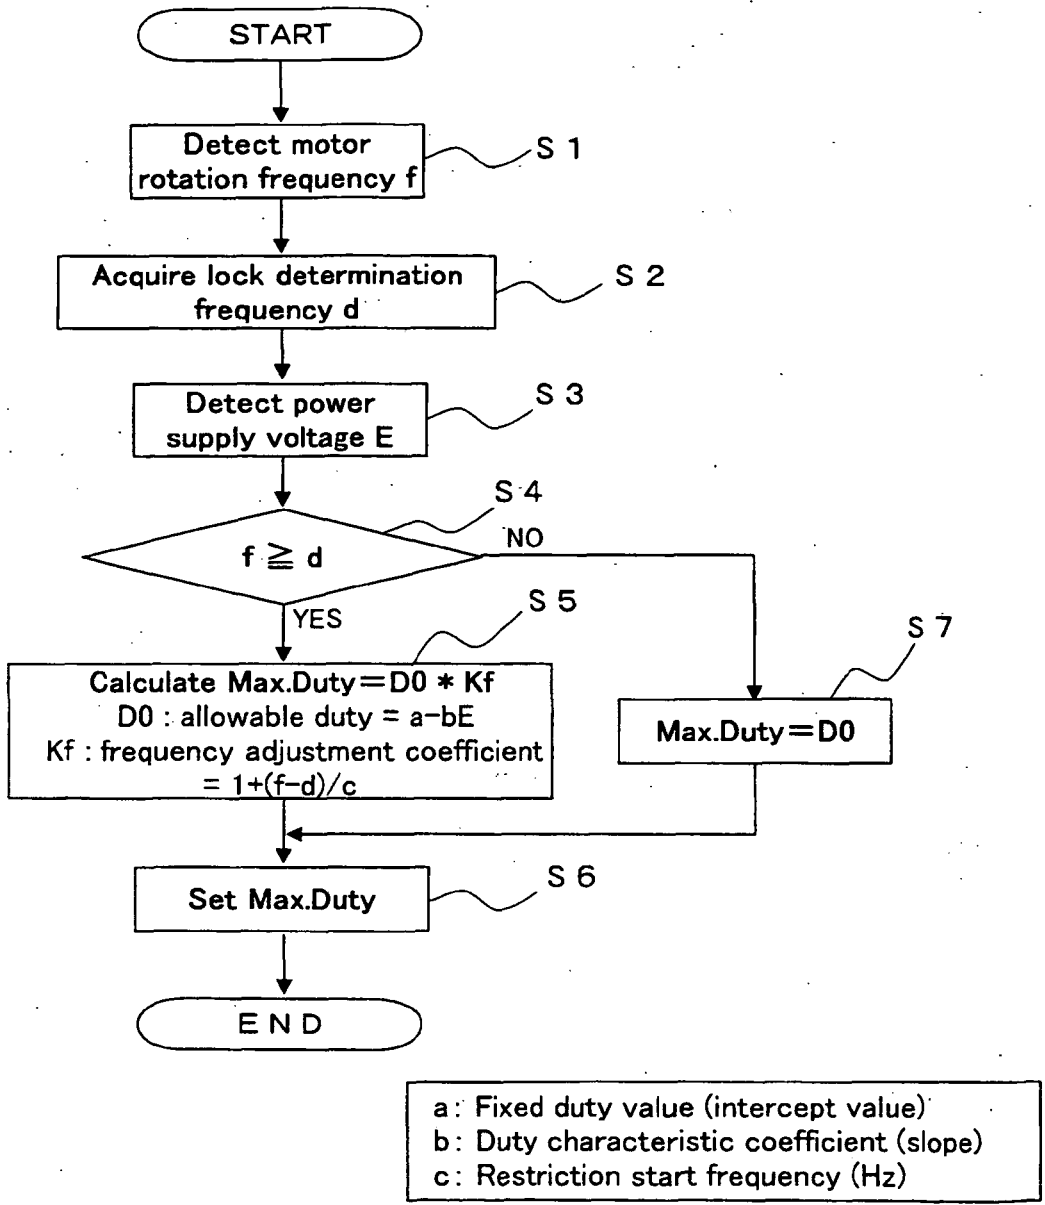 START
Detect motor
rotation frequency f
S 1
Acquire lock determination
frequency d
S 2
Detect power
supply voltage E
S 3
S 4
f ≧ d
NO
YES
S 5
Calculate Max.Duty=D0 * Kf
D0 : allowable duty = a-bE
Kf : frequency adjustment coefficient
= 1+(f-d)/c
S 7
Max.Duty=D0
Set Max.Duty
S 6
END
a: Fixed duty value (intercept value)
b: Duty characteristic coefficient (slope)
c: Restriction start frequency (Hz)